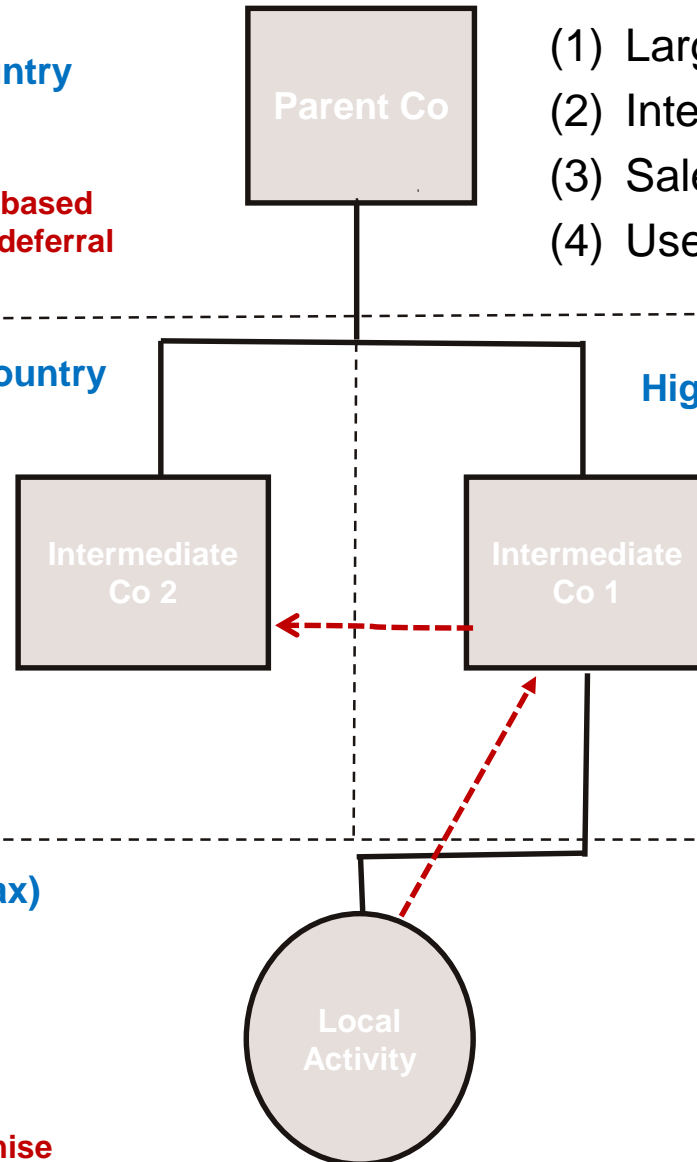 untry
Parent Co
based
deferral
(1) Larg
(2) Inte
(3) Sale
(4) Use
ountry
Hig
Intermediate
Co 2
Intermediate
Co 1
ax)
Local
Activity
nise